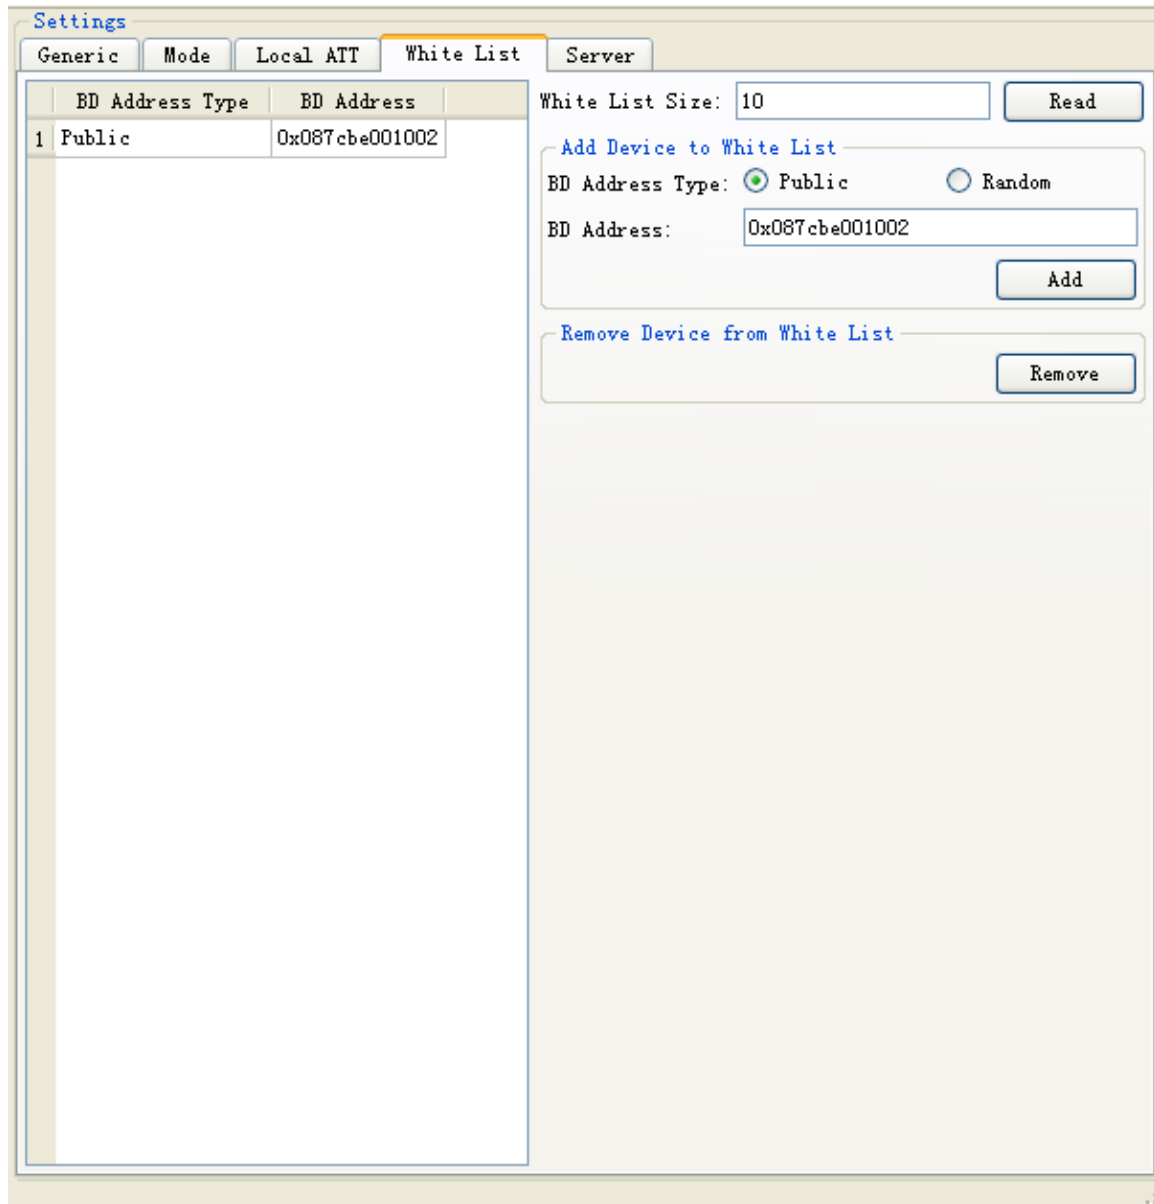 Settings
Generic Mode Local ATT White List Server
BD Address Type BD Address
1 Public 0x087cbe001002
White List Size: 10 Read
Add Device to White List
BD Address Type: Public Random
BD Address: 0x087cbe001002
Add
Remove Device from White List
Remove